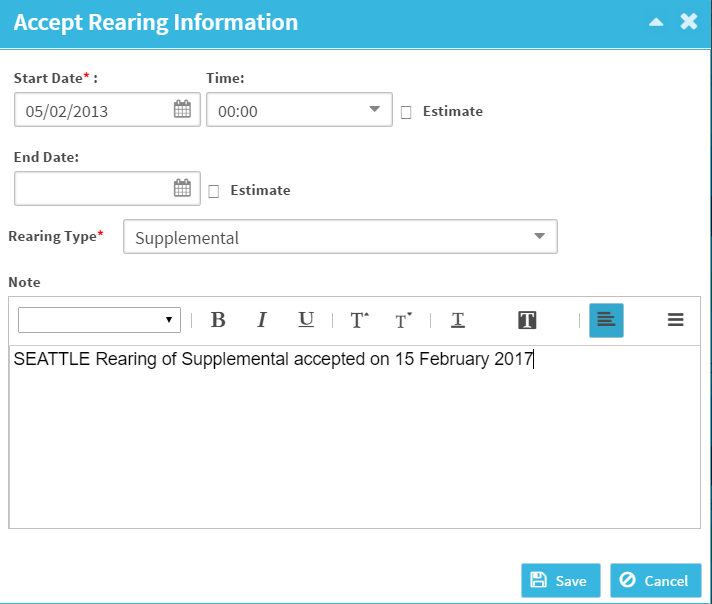 Accept Rearing Information
Start Date* : Time:
05/02/2013 00:00 Estimate
End Date:
Estimate
Rearing Type* Supplemental
Note
B I U T T T T
SEATTLE Rearing of Supplemental accepted on 15 February 2017
Save Cancel